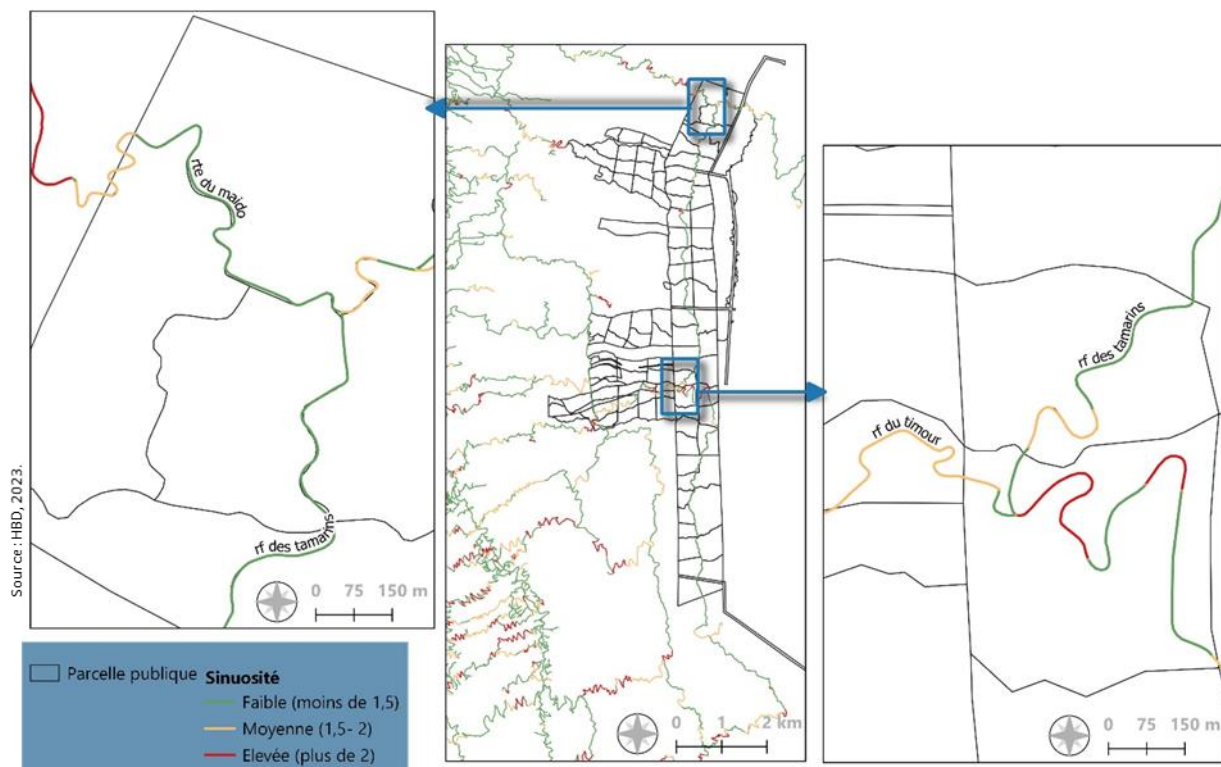 rte du maido
rf des tamarins
0 75 150 m
Source : HBD, 2023.
0 1 2 km
rf des tamarins
rf du timour
0 75 150 m
Parcelle publique
Sinuosité
Faible (moins de 1,5)
Moyenne (1,5- 2)
Elevée (plus de 2)